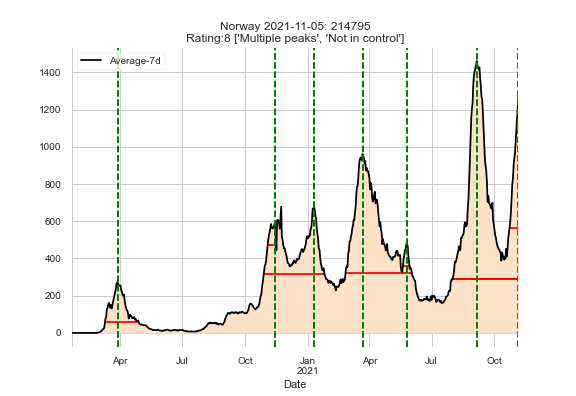 Norway 2021-11-05: 214795
Rating:8 ['Multiple peaks', 'Not in control']
Average-7d
1400
1200
1000
800
600
400
200
0
Apr Jul Oct Jan Apr Jul Oct
2021
Date